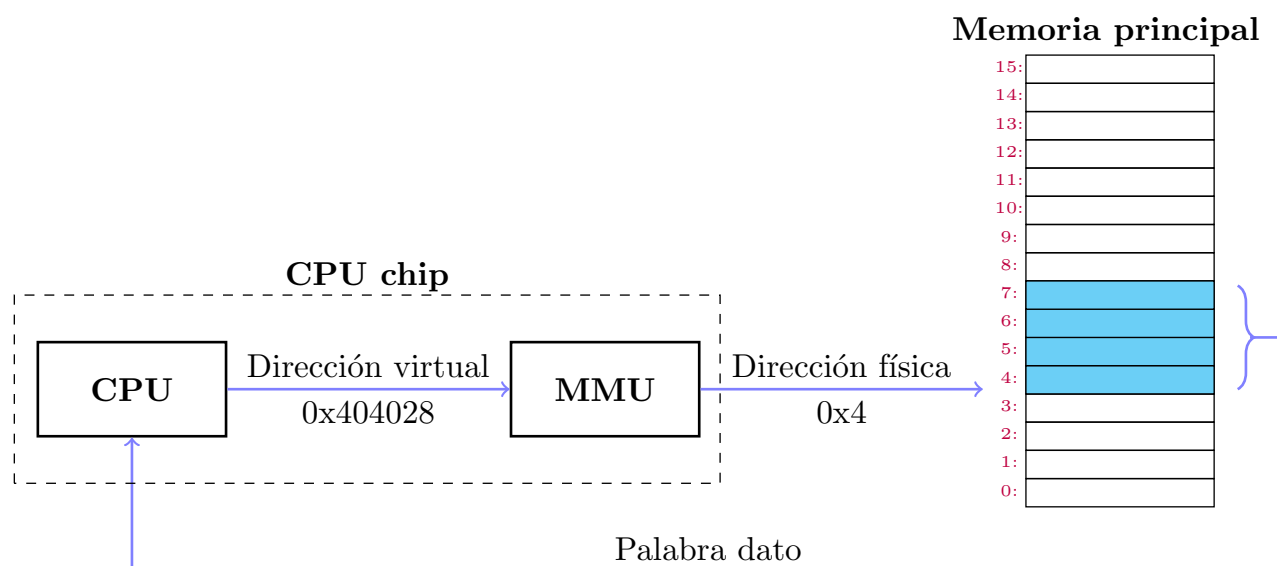 Memoria principal
15:
14:
13:
12:
11:
10:
9:
8:
7:
6:
5:
4:
3:
2:
1:
0:
CPU chip
CPU
Dirección virtual
0x404028
MMU
Dirección física
0x4
Palabra dato